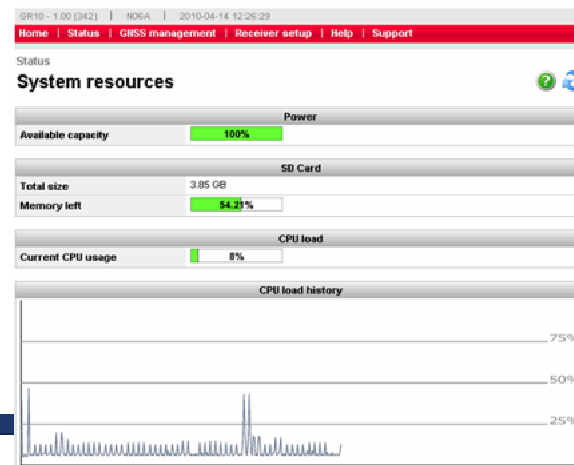 GR10 - 1.00 (342) | NO6A | 2010-04-14 12:26:29
Home | Status | GNSS management | Receiver setup | Help | Support
Status
System resources
Power
Available capacity 100%
SD Card
Total size 3.85 GB
Memory left 54.21%
CPU load
Current CPU usage 8%
CPU load history
75%
50%
25%